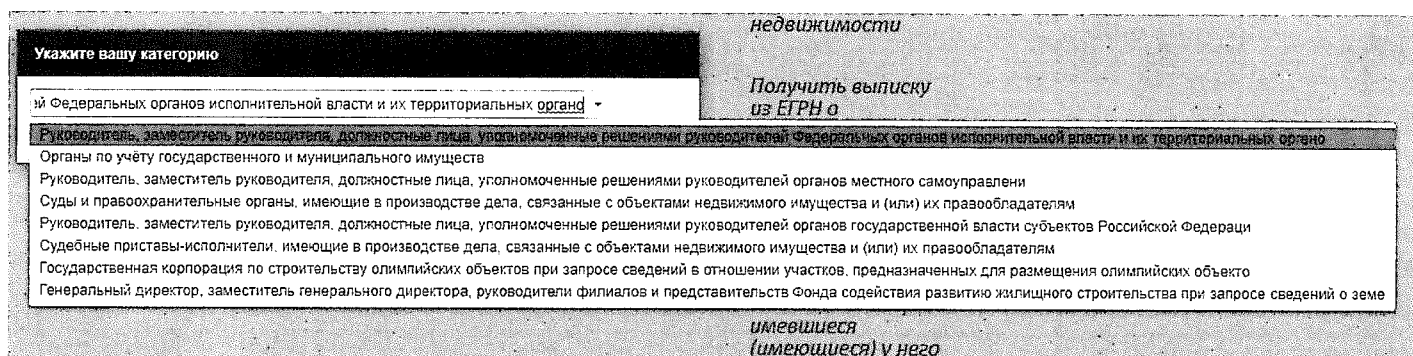 недвижимости
Укажите вашу категорию
Получить выписку
из ЕГРН о
ій Федеральных органов исполнительной власти и их территориальных органо
Руководитель, заместитель руководителя, должностные лица, уполномоченные решениями руководителей Федеральных органов исполнительной власти и их территориальных органо
Органы по учёту государственного и муниципального имуществ
Руководитель, заместитель руководителя, должностные лица, уполномоченные решениями руководителей органов местного самоуправлени
Суды и правоохранительные органы, имеющие в производстве дела, связанные с объектами недвижимого имущества и (или) их правообладателям
Руководитель, заместитель руководителя, должностные лица, уполномоченные решениями руководителей органов государственной власти субъектов Российской Федераци
Судебные приставы-исполнители, имеющие в производстве дела, связанные с объектами недвижимого имущества и (или) их правообладателям
Государственная корпорация по строительству олимпийских объектов при запросе сведений в отношении участков, предназначенных для размещения олимпийских объекто
Генеральный директор, заместитель генерального директора, руководители филиалов и представительств Фонда содействия развитию жилищного строительства при запросе сведений о земе
имевшиеся
(имеющиеся) у него